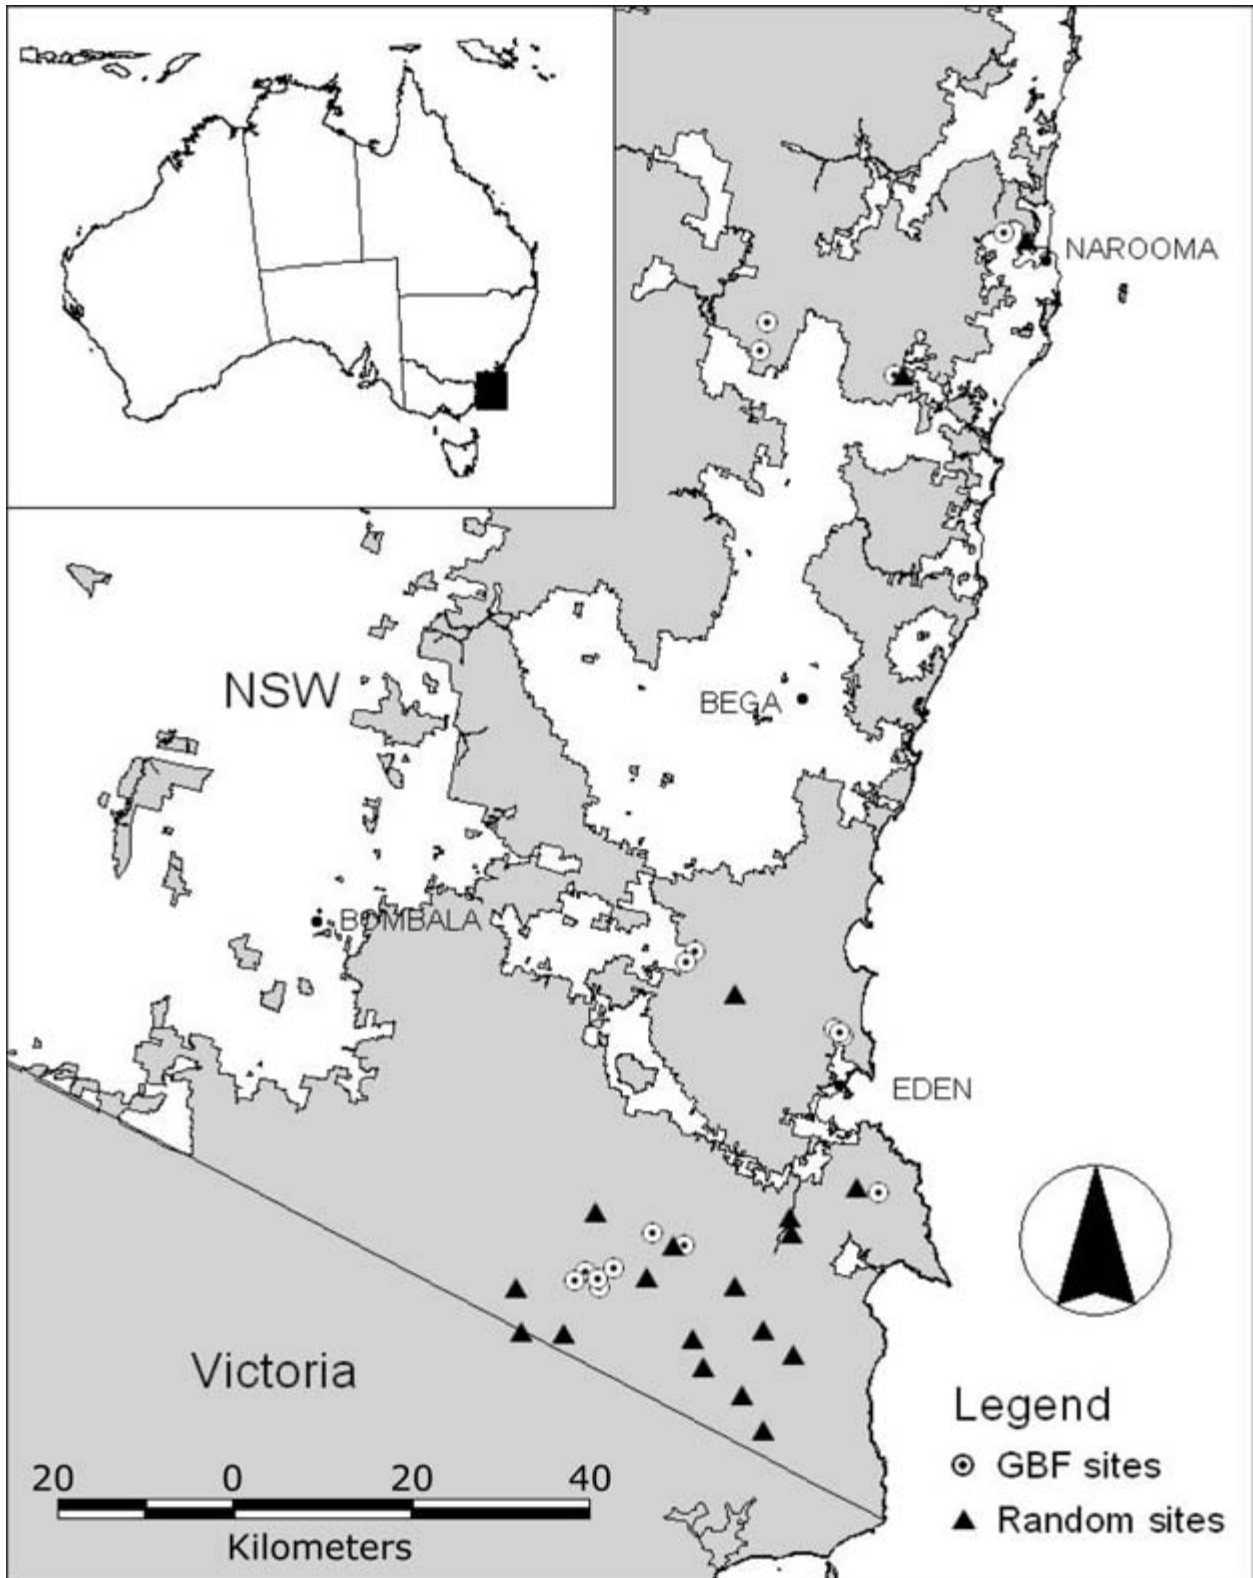 NAROOMA
NSW
BEGA
BOMBALA
EDEN
Victoria
Legend
GBF sites
Random sites
20 0 20 40
Kilometers